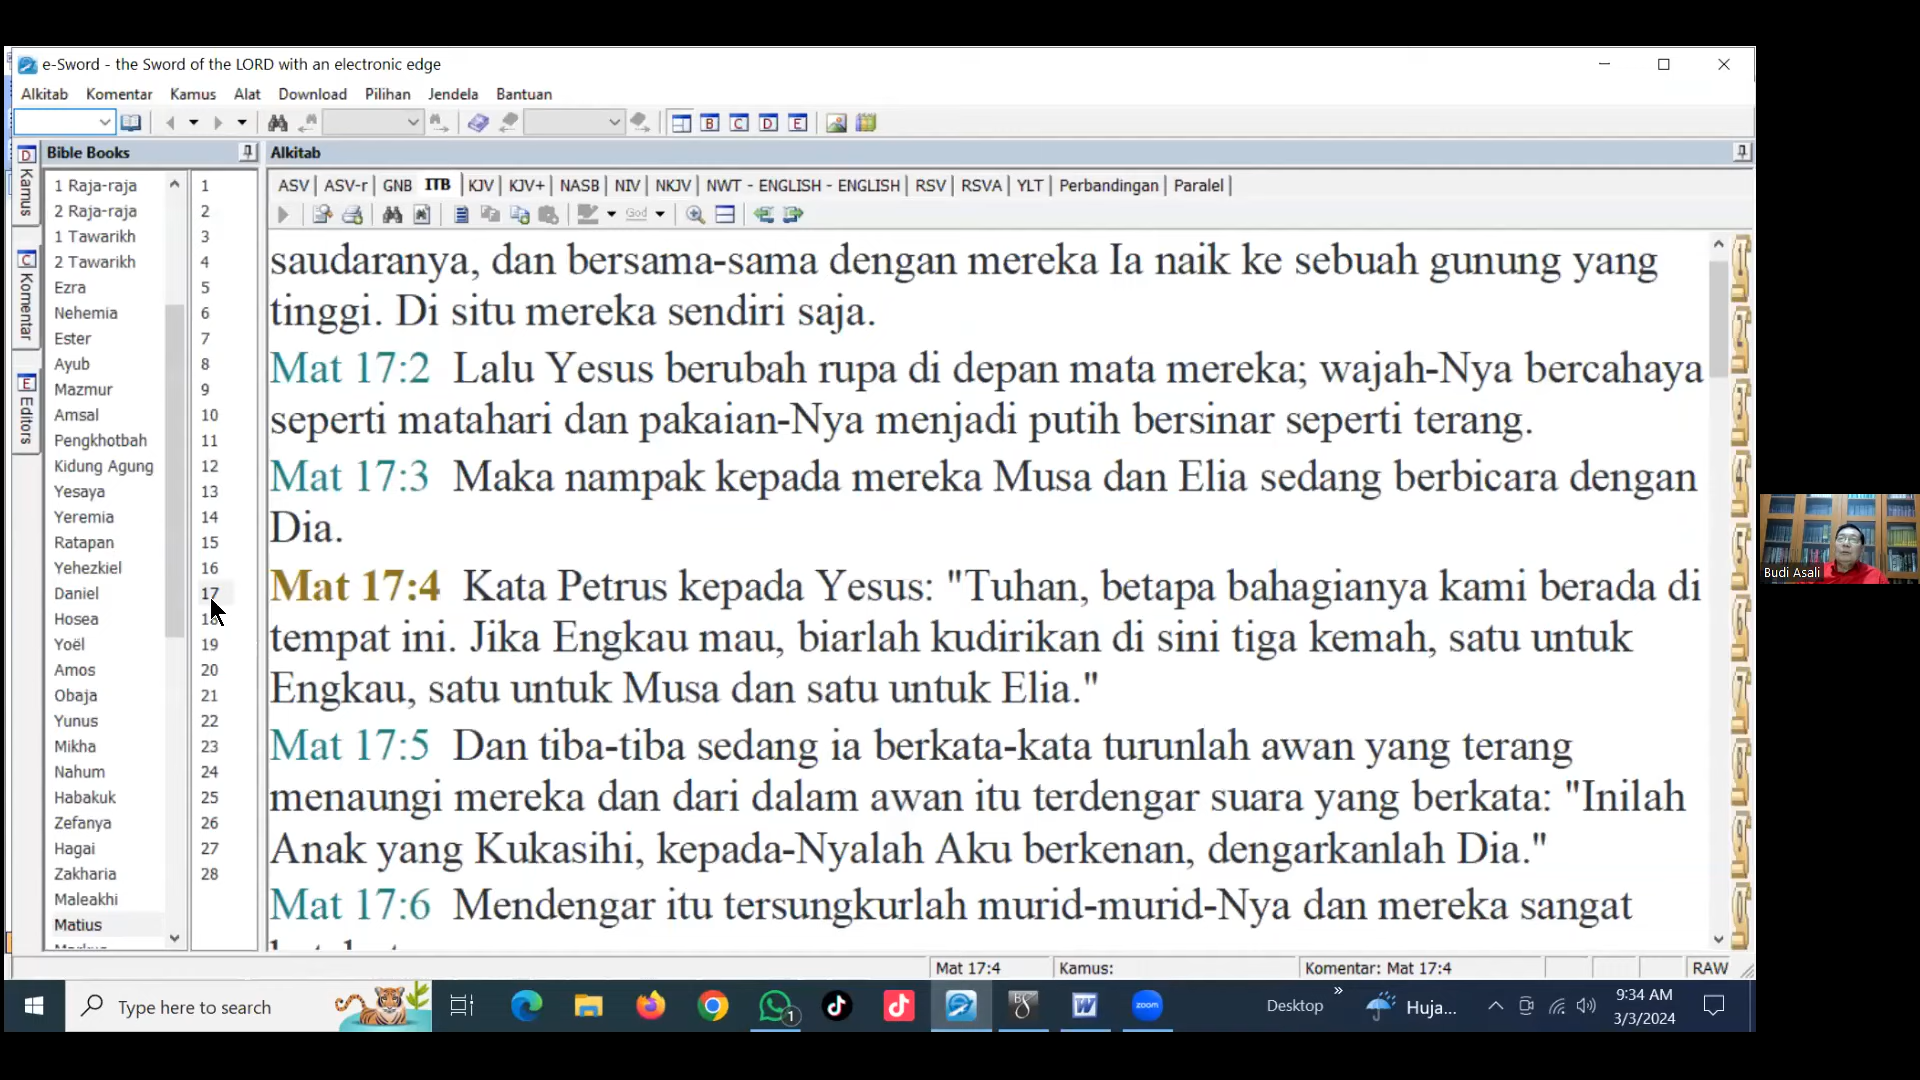 e-Sword - the Sword of the LORD with an electronic edge
Alkitab Komentar Kamus Alat Download Pilihan Jendela Bantuan
B C D E
Bible Books
Alkitab
D Kamus
C Komentar
E Editors
1 Raja-raja
2 Raja-raja
1 Tawarikh
2 Tawarikh
Ezra
Nehemia
Ester
Ayub
Mazmur
Amsal
Pengkhotbah
Kidung Agung
Yesaya
Yeremia
Ratapan
Yehezkiel
Daniel
Hosea
Yoël
Amos
Obaja
Yunus
Mikha
Nahum
Habakuk
Zefanya
Hagai
Zakharia
Maleakhi
Matius
1
2
3
4
5
6
7
8
9
10
11
12
13
14
15
16
17
18
19
20
21
22
23
24
25
26
27
28
ASV ASV-r GNB ITB KJV KJV+ NASB NIV NKJV NWT - ENGLISH - ENGLISH RSV RSVA YLT Perbandingan Paralel
God
saudaranya, dan bersama-sama dengan mereka Ia naik ke sebuah gunung yang
tinggi. Di situ mereka sendiri saja.
Mat 17:2 Lalu Yesus berubah rupa di depan mata mereka; wajah-Nya bercahaya
seperti matahari dan pakaian-Nya menjadi putih bersinar seperti terang.
Mat 17:3 Maka nampak kepada mereka Musa dan Elia sedang berbicara dengan
Dia.
Mat 17:4 Kata Petrus kepada Yesus: "Tuhan, betapa bahagianya kami berada di
tempat ini. Jika Engkau mau, biarlah kudirikan di sini tiga kemah, satu untuk
Engkau, satu untuk Musa dan satu untuk Elia."
Mat 17:5 Dan tiba-tiba sedang ia berkata-kata turunlah awan yang terang
menaungi mereka dan dari dalam awan itu terdengar suara yang berkata: "Inilah
Anak yang Kukasihi, kepada-Nyalah Aku berkenan, dengarkanlah Dia."
Mat 17:6 Mendengar itu tersungkurlah murid-murid-Nya dan mereka sangat
Budi Asali
Mat 17:4 Kamus: Komentar: Mat 17:4 RAW
Type here to search
1
zoom
Desktop
Huja...
9:34 AM
3/3/2024